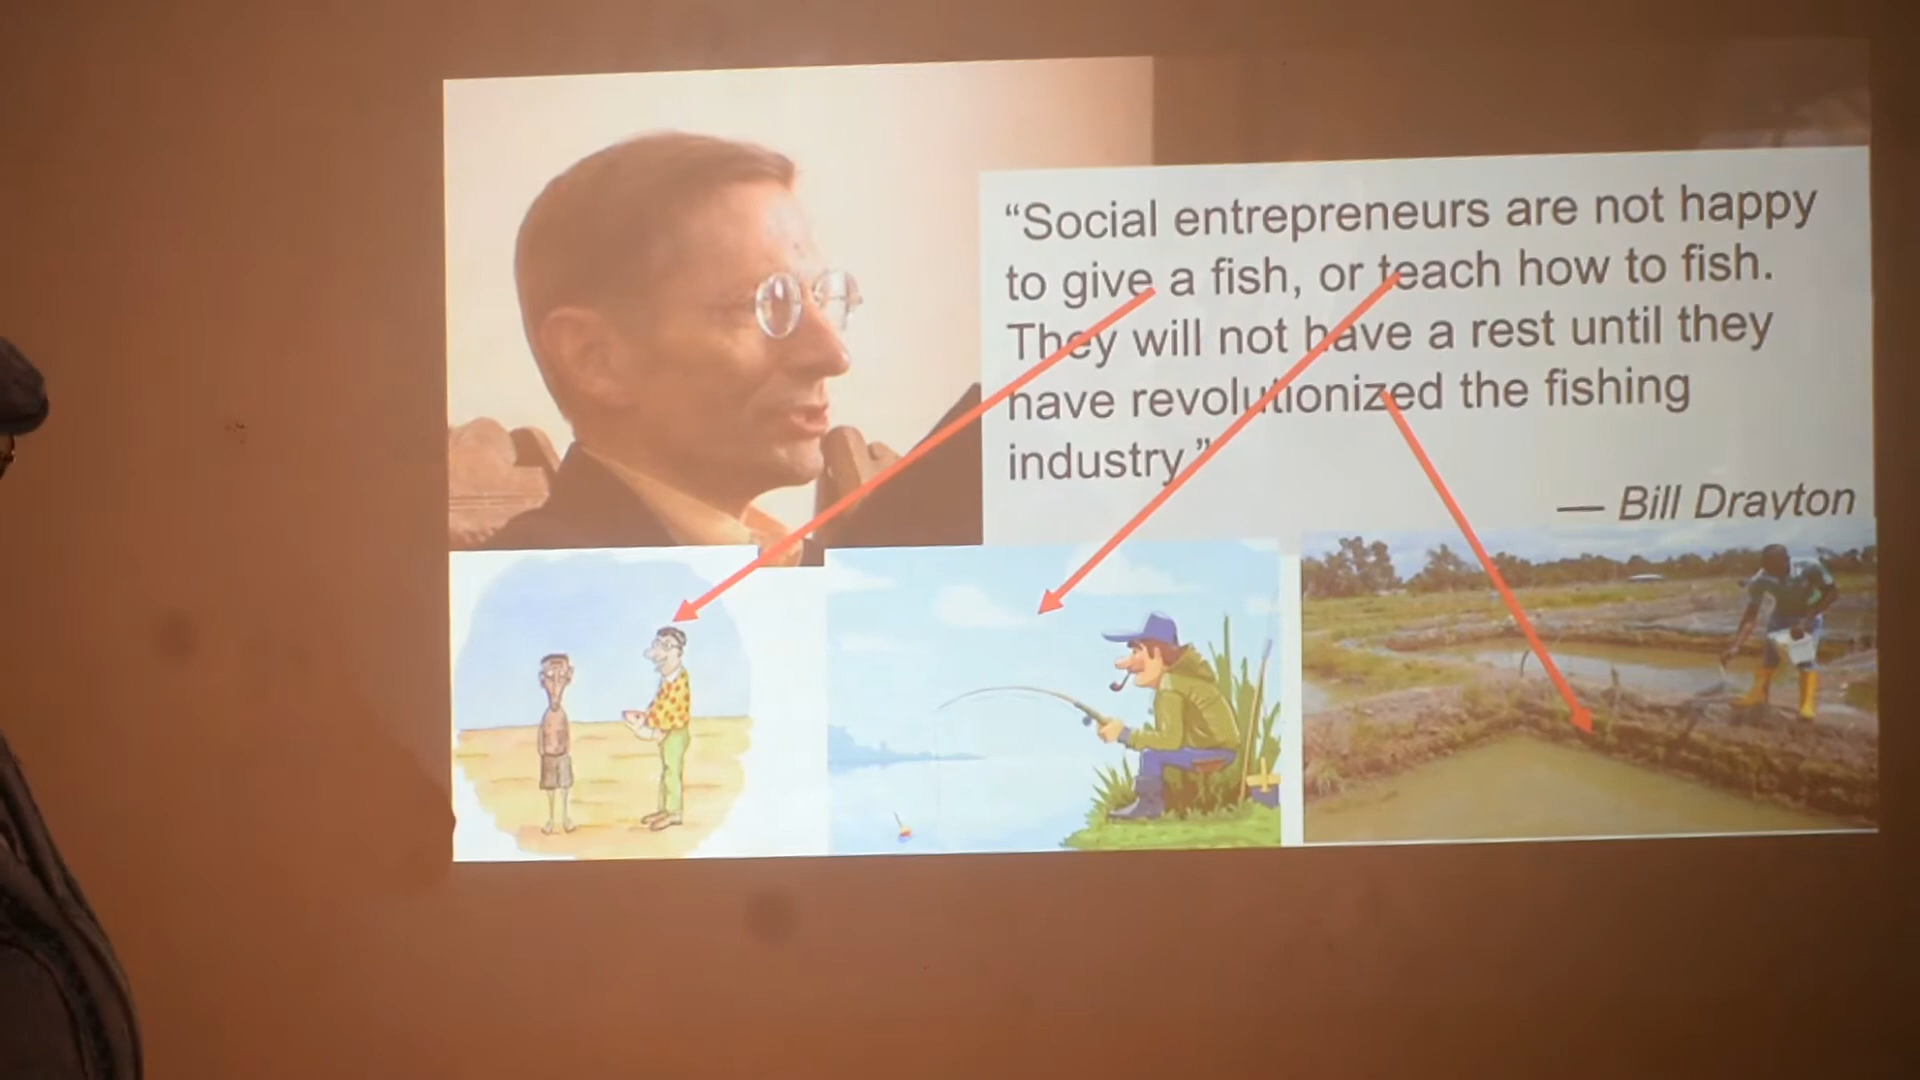 “Social entrepreneurs are not happy
to give a fish, or teach how to fish.
They will not have a rest until they
have revolutionized the fishing
industry.”
— Bill Drayton